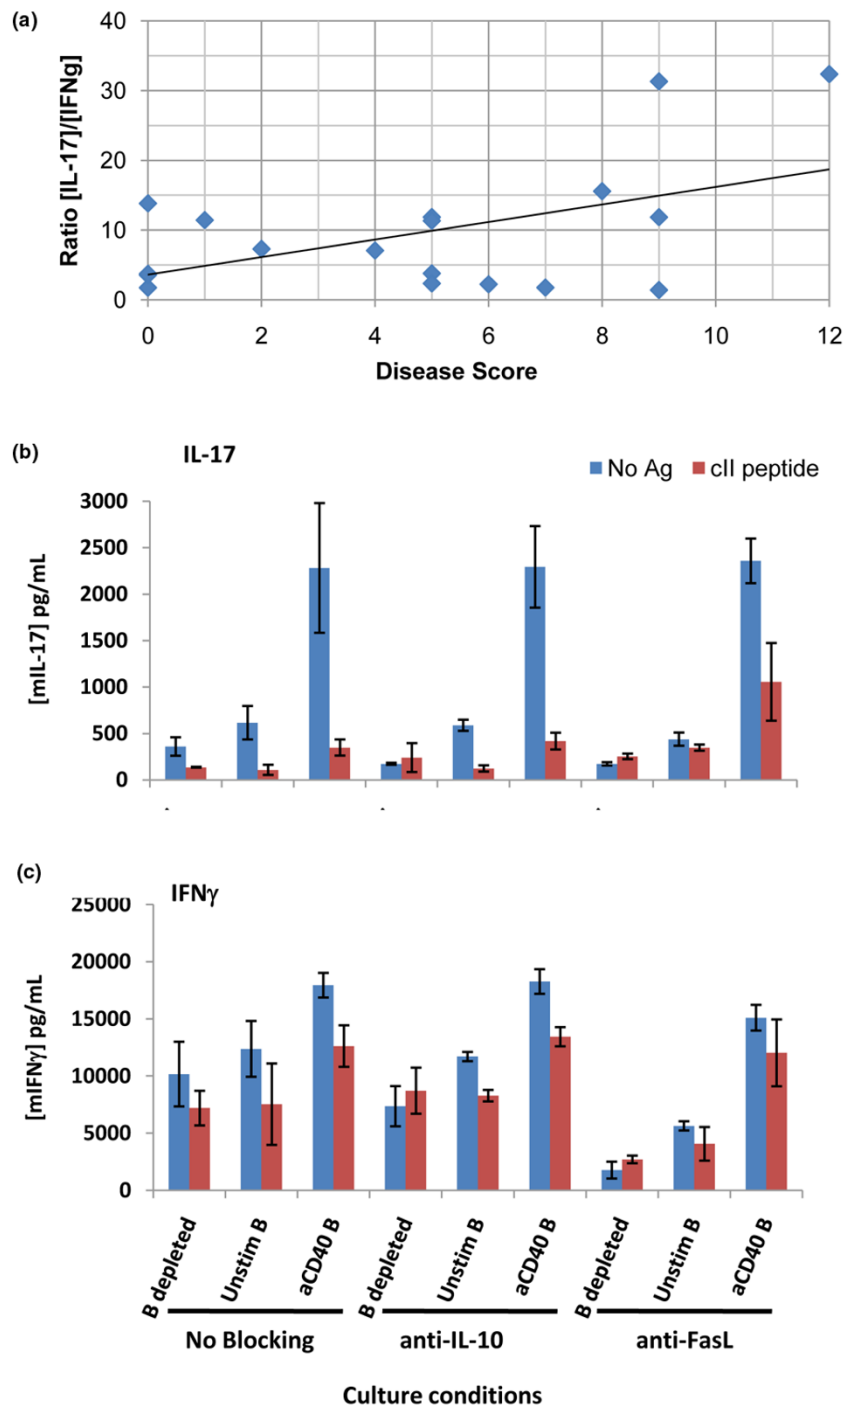 (a)
Ratio [IL-17]/[IFNg]
40
30
20
10
0
0 2 4 6 8 10 12
Disease Score
(b)
IL-17
No Ag cII peptide
[mIL-17] pg/mL
3000
2500
2000
1500
1000
500
0
(c)
IFNγ
[mIFNγ] pg/mL
25000
20000
15000
10000
5000
0
B depleted Unstim B aCD40 B B depleted Unstim B aCD40 B B depleted Unstim B aCD40 B
No Blocking anti-IL-10 anti-FasL
Culture conditions